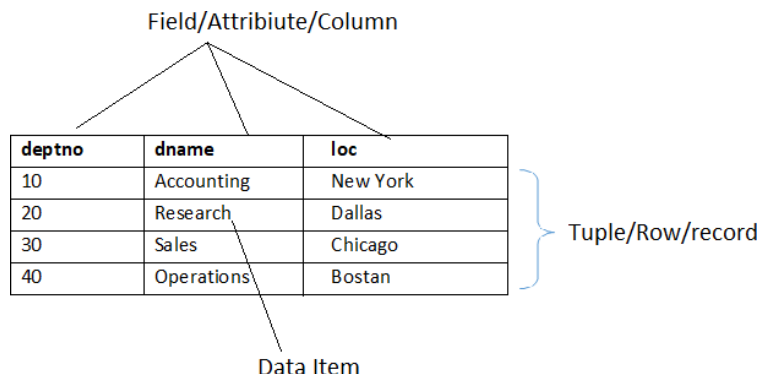 Field/Attribiute/Column
deptno dname loc
10 Accounting New York
20 Research Dallas
30 Sales Chicago
40 Operations Bostan
Tuple/Row/record
Data Item